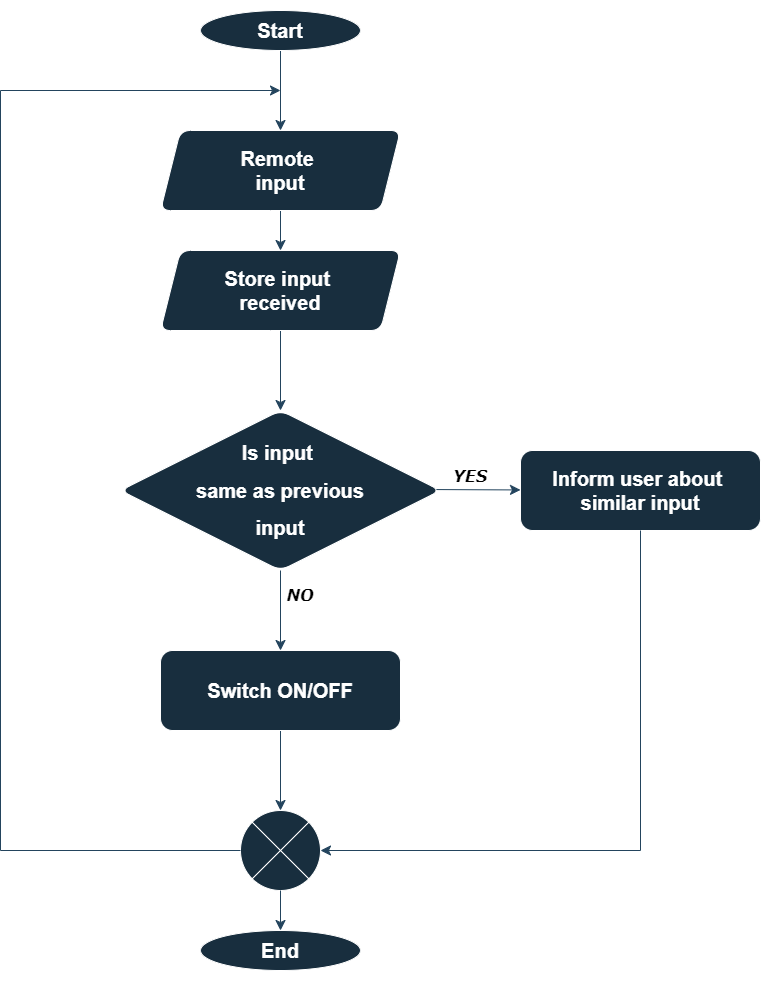 Start
Remote
input
Store input
received
Is input
same as previous
input
YES
Inform user about
similar input
NO
Switch ON/OFF
End